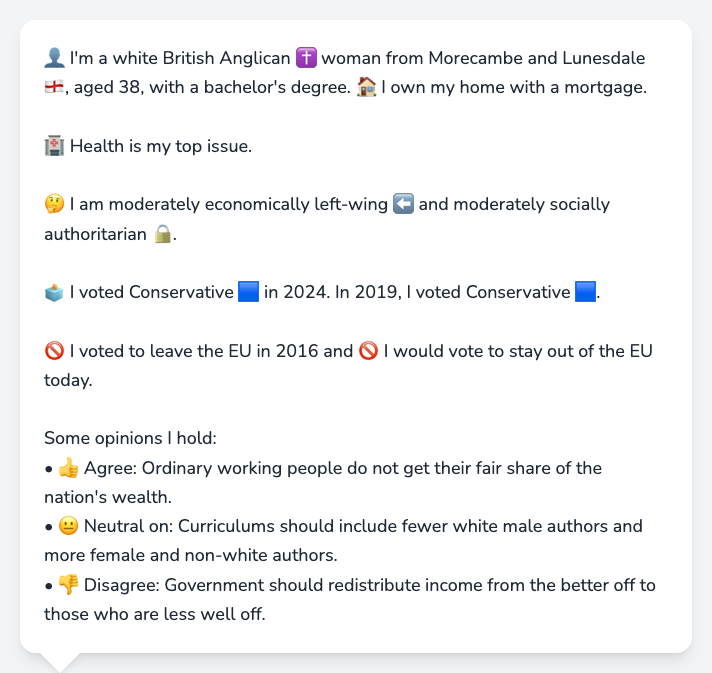 👤 I'm a white British Anglican ✝️ woman from Morecambe and Lunesdale
🏴󠁧󠁢󠁥󠁮󠁧󠁿, aged 38, with a bachelor's degree. 🏠 I own my home with a mortgage.
🏥 Health is my top issue.
🤔 I am moderately economically left-wing ⬅️ and moderately socially
authoritarian 🔒.
🗳️ I voted Conservative 🟦 in 2024. In 2019, I voted Conservative 🟦.
🚫 I voted to leave the EU in 2016 and 🚫 I would vote to stay out of the EU
today.
Some opinions I hold:
• 👍 Agree: Ordinary working people do not get their fair share of the
nation's wealth.
• 😐 Neutral on: Curriculums should include fewer white male authors and
more female and non-white authors.
• 👎 Disagree: Government should redistribute income from the better off to
those who are less well off.